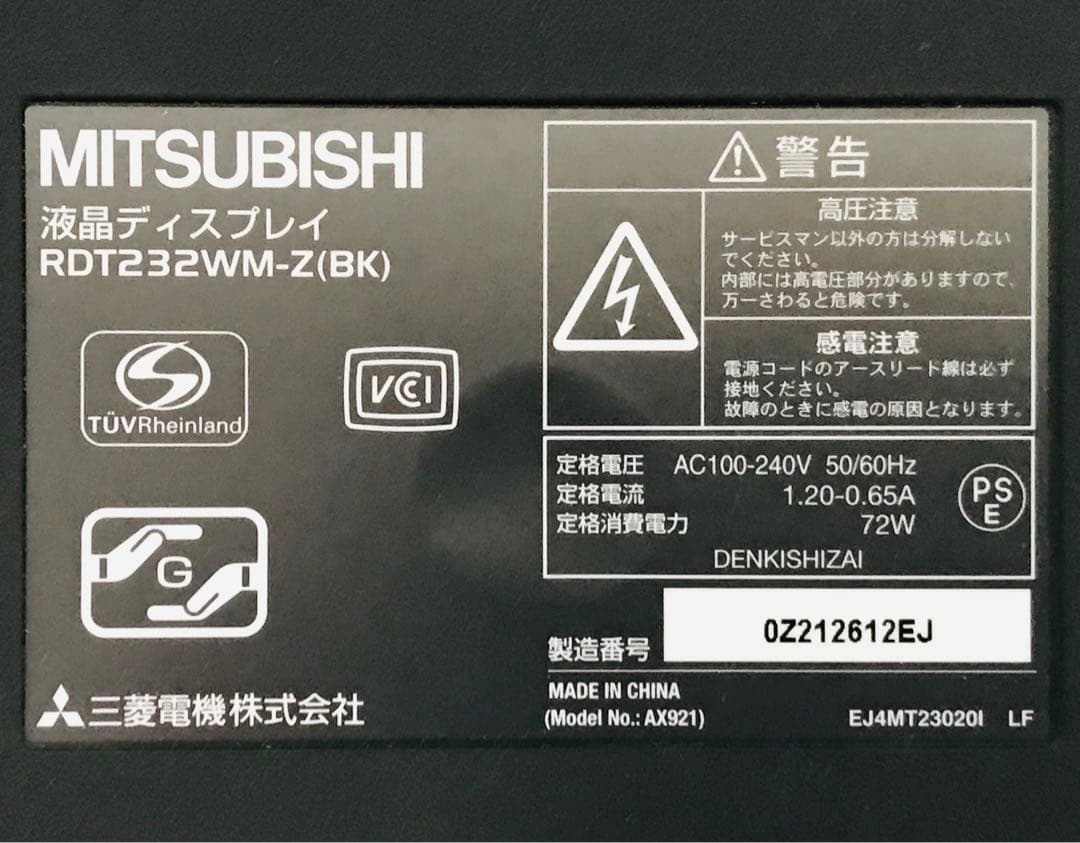 MITSUBISHI
液晶ディスプレイ
RDT232WM-Z(BK)
TÜVRheinland
VCCI
G
三菱電機株式会社
警告
高圧注意
サービスマン以外の方は分解しない
でください。
内部には高電圧部分がありますので、
万一さわると危険です。
感電注意
電源コードのアースリード線は必ず
接地ください。
故障のときに感電の原因となります。
定格電圧 AC100-240V 50/60Hz
定格電流 1.20-0.65A
定格消費電力 72W
PS
E
DENKISHIZAI
製造番号 0Z212612EJ
MADE IN CHINA
(Model No.: AX921)
EJ4MT23020I LF